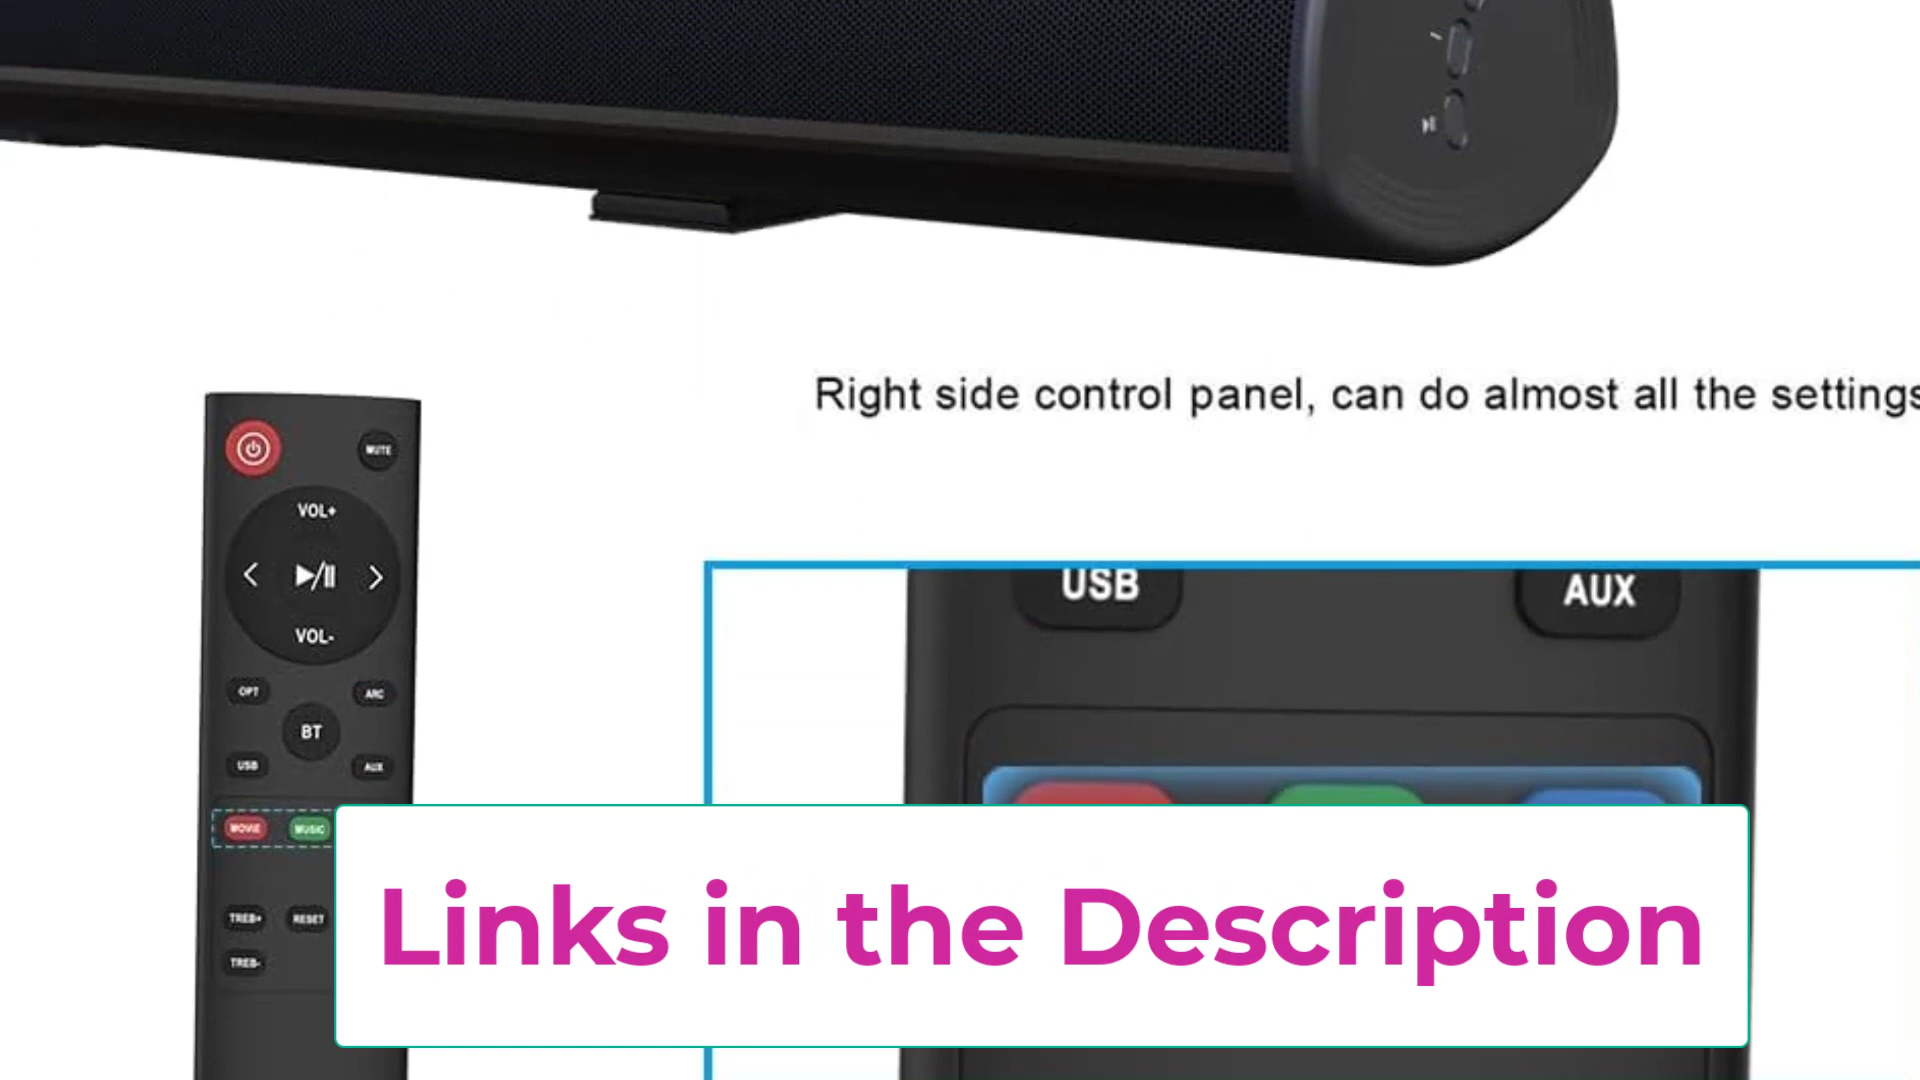 Right side control panel, can do almost all the settings
MUTE
VOL+
VOL-
OPT
ARC
BT
USB
AUX
MOVIE
MUSIC
TREB+
RESET
TREB-
USB
AUX
Links in the Description